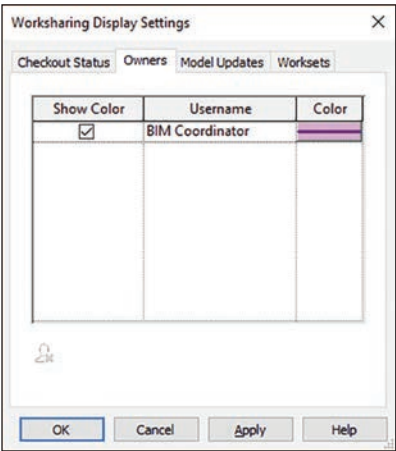 Worksharing Display Settings
Checkout Status Owners Model Updates Worksets
Show Color Username Color
BIM Coordinator
OK Cancel Apply Help